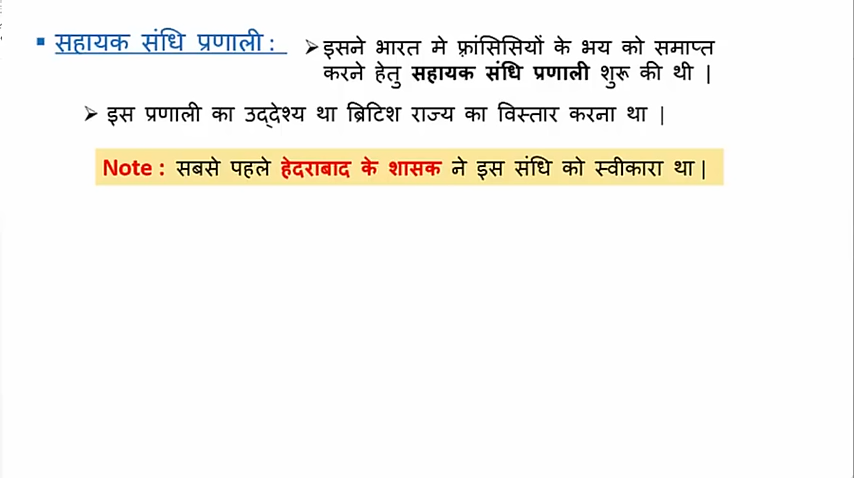 ▪ सहायक संधि प्रणाली :
➢ इसने भारत मे फ़्रांसिसियों के भय को समाप्त
करने हेतु सहायक संधि प्रणाली शुरू की थी |
➢ इस प्रणाली का उद्देश्य था ब्रिटिश राज्य का विस्तार करना था |
Note : सबसे पहले हेदराबाद के शासक ने इस संधि को स्वीकारा था |